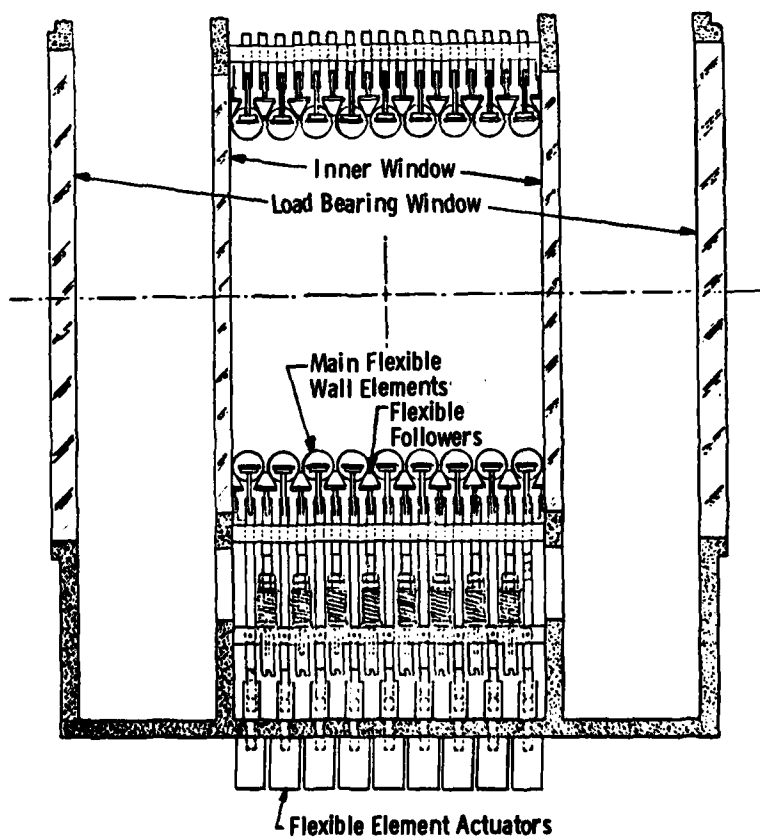 Inner Window
Load Bearing Window
Main Flexible
Wall Elements
Flexible
Followers
Flexible Element Actuators